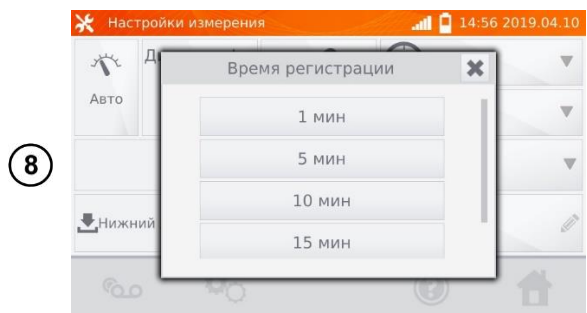 Настройки измерения 14:56 2019.04.10
Время регистрации
Авто
1 мин
5 мин
8
10 мин
Нижний
15 мин